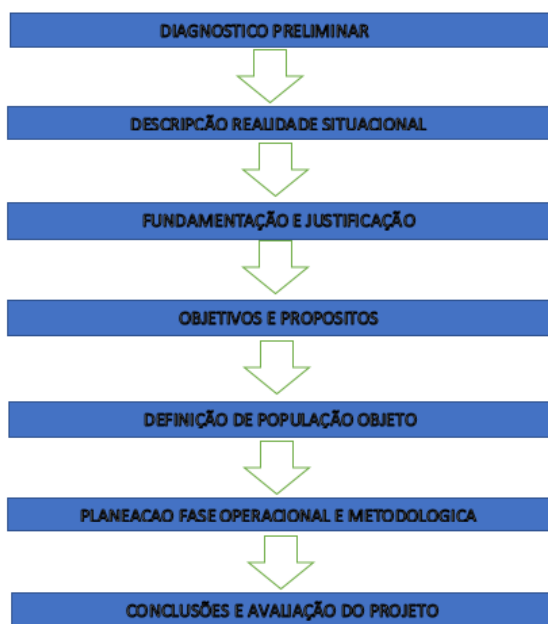 DIAGNOSTICO PRELIMINAR
DESCRIPCÃO REALIDADE SITUACIONAL
FUNDAMENTAÇÃO E JUSTIFICAÇÃO
OBJETIVOS E PROPOSITOS
DEFINIÇÃO DE POPULAÇÃO OBJETO
PLANEACAO FASE OPERACIONAL E METODOLOGICA
CONCLUSÕES E AVALIAÇÃO DO PROJETO